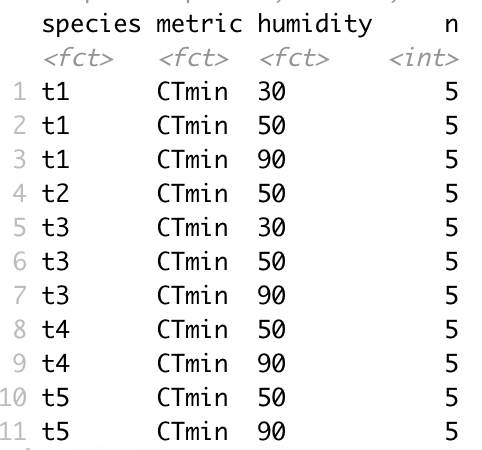 species metric humidity n
<fct> <fct> <fct> <int>
1 t1 CTmin 30 5
2 t1 CTmin 50 5
3 t1 CTmin 90 5
4 t2 CTmin 50 5
5 t3 CTmin 30 5
6 t3 CTmin 50 5
7 t3 CTmin 90 5
8 t4 CTmin 50 5
9 t4 CTmin 90 5
10 t5 CTmin 50 5
11 t5 CTmin 90 5